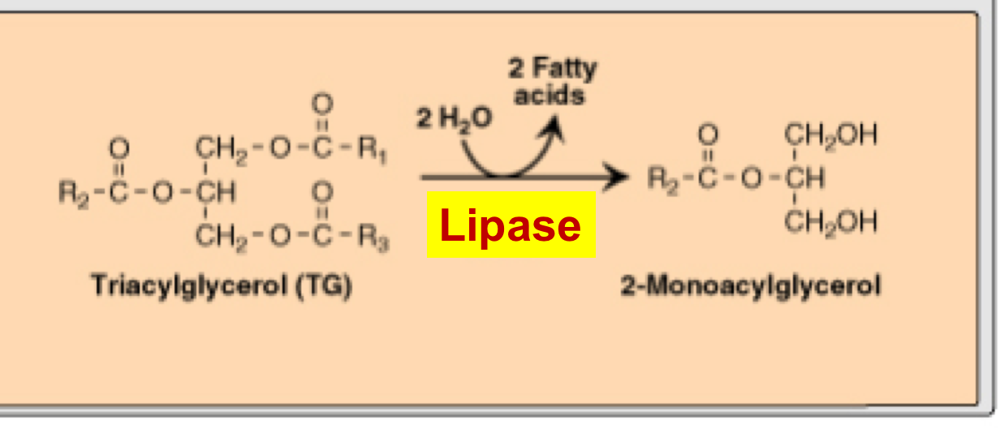 2 Fatty
acids
2 H₂O
O
O
CH₂-O-C-R₁
R₂-C-O-CH
O
CH₂-O-C-R₃
Lipase
O
CH₂OH
R₂-C-O-CH
CH₂OH
Triacylglycerol (TG)
2-Monoacylglycerol